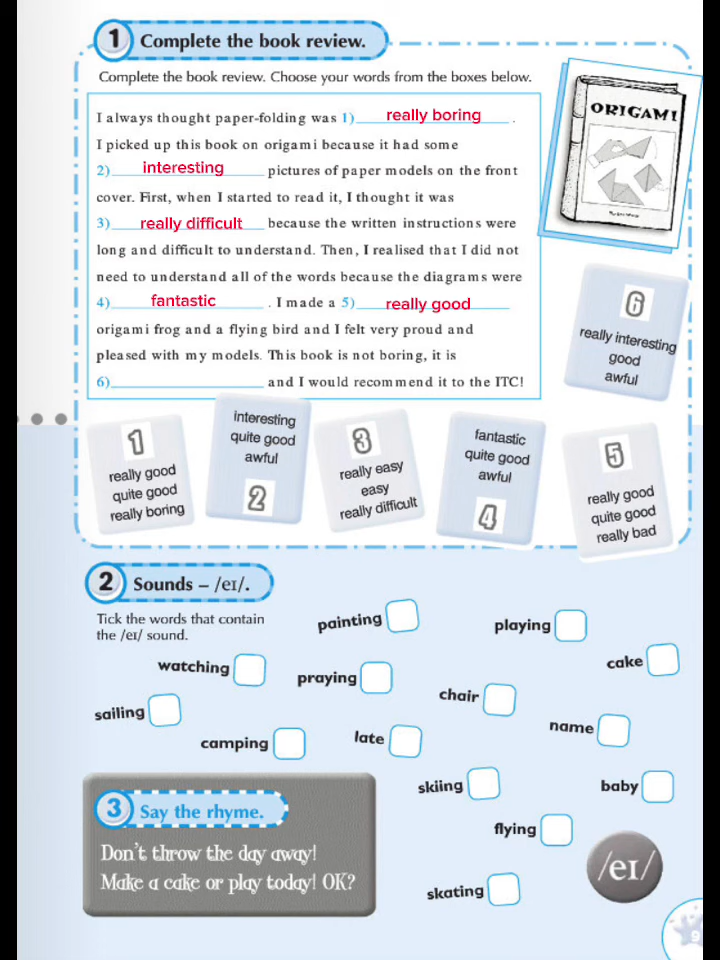 1 Complete the book review.
Complete the book review. Choose your words from the boxes below.
I always thought paper-folding was 1) really boring .
I picked up this book on origami because it had some
2) interesting pictures of paper models on the front
cover. First, when I started to read it, I thought it was
3) really difficult because the written instructions were
long and difficult to understand. Then, I realised that I did not
need to understand all of the words because the diagrams were
4) fantastic . I made a 5) really good
origami frog and a flying bird and I felt very proud and
pleased with my models. This book is not boring, it is
6) and I would recommend it to the ITC!
ORIGAMI
6
really interesting
good
awful
1
really good
quite good
really boring
interesting
quite good
awful
2
3
really easy
easy
really difficult
fantastic
quite good
awful
4
5
really good
quite good
really bad
2 Sounds – /eɪ/.
Tick the words that contain
the /eɪ/ sound.
painting
playing
watching
praying
cake
sailing
chair
camping
late
name
skiing
baby
flying
skating
/eɪ/
3 Say the rhyme.
Don't throw the day away!
Make a cake or play today! OK?
9